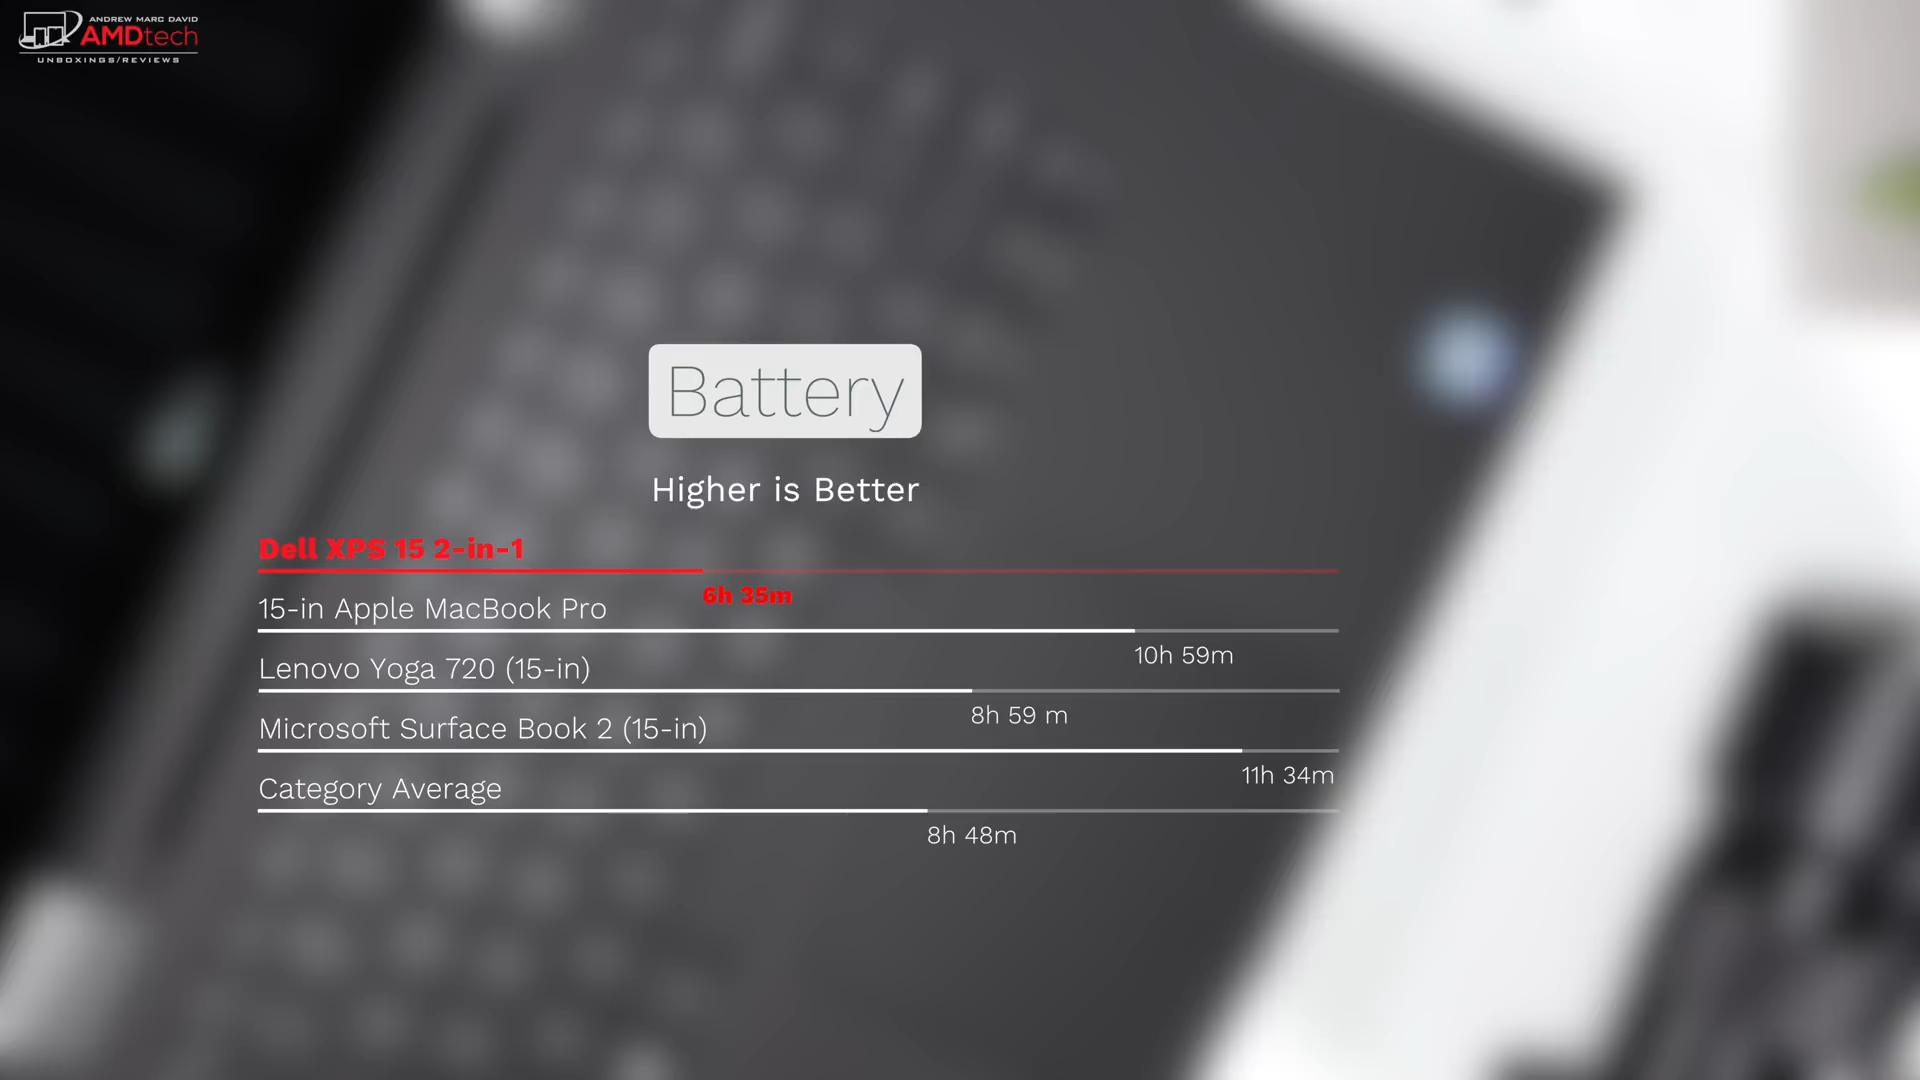 ANDREW MARC DAVID
AMDtech
UNBOXINGS/REVIEWS
Battery
Higher is Better
Dell XPS 15 2-in-1
6h 35m
15-in Apple MacBook Pro
10h 59m
Lenovo Yoga 720 (15-in)
8h 59 m
Microsoft Surface Book 2 (15-in)
11h 34m
Category Average
8h 48m